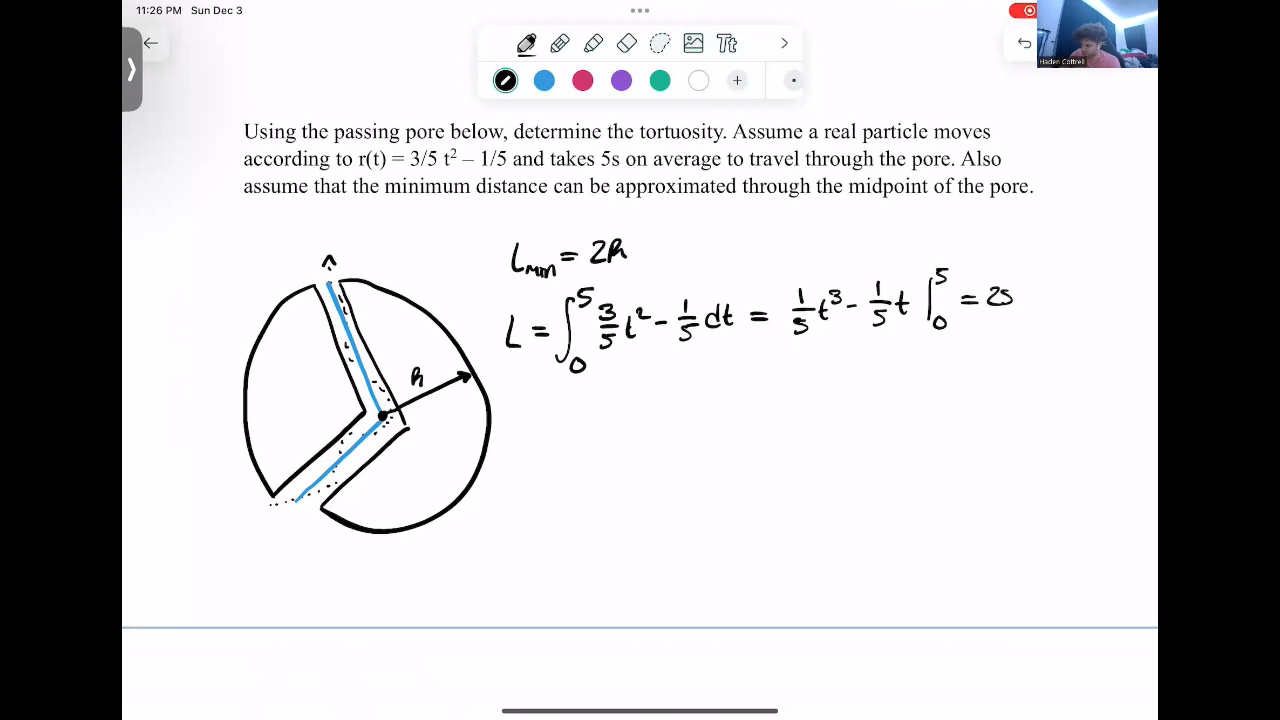 11:26 PM Sun Dec 3
Tt
Haden Cottrell
Using the passing pore below, determine the tortuosity. Assume a real particle moves
according to r(t) = 3/5 t² – 1/5 and takes 5s on average to travel through the pore. Also
assume that the minimum distance can be approximated through the midpoint of the pore.
L_min = 2R
L = ∫₀⁵ 3/5 t² - 1/5 dt = 1/5 t³ - 1/5 t |₀⁵ = 25
R